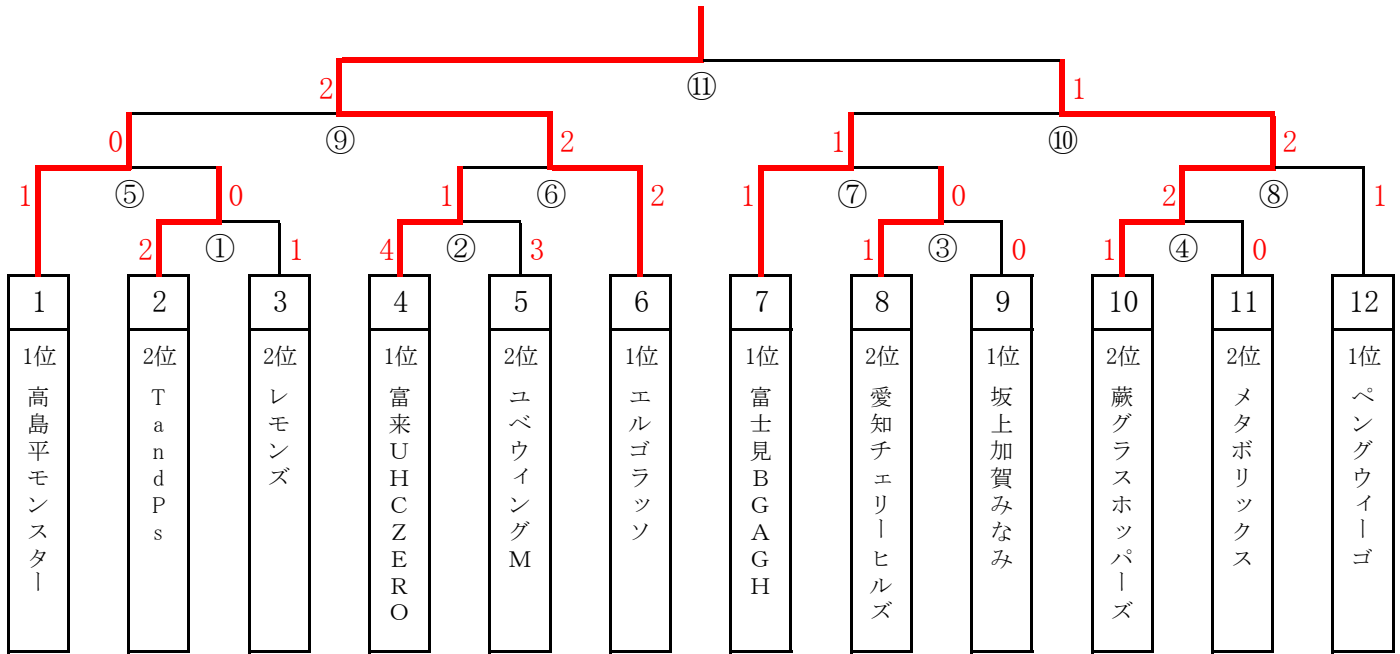 2
⑪
1
0
⑨
2
1
⑩
2
1
⑤
0
1
⑥
2
1
⑦
0
2
⑧
1
2
①
1
4
②
3
1
③
0
1
④
0
1
2
3
4
5
6
7
8
9
10
11
12
1位
2位
2位
1位
2位
1位
1位
2位
1位
2位
2位
1位
高島平モンスター
TandPs
レモンズ
富来UHCZERO
ユベウイングM
エルゴラッソ
富士見BGAGH
愛知チェリーヒルズ
坂上加賀みなみ
蕨グラスホッパーズ
メタボリックス
ペングウィーゴ